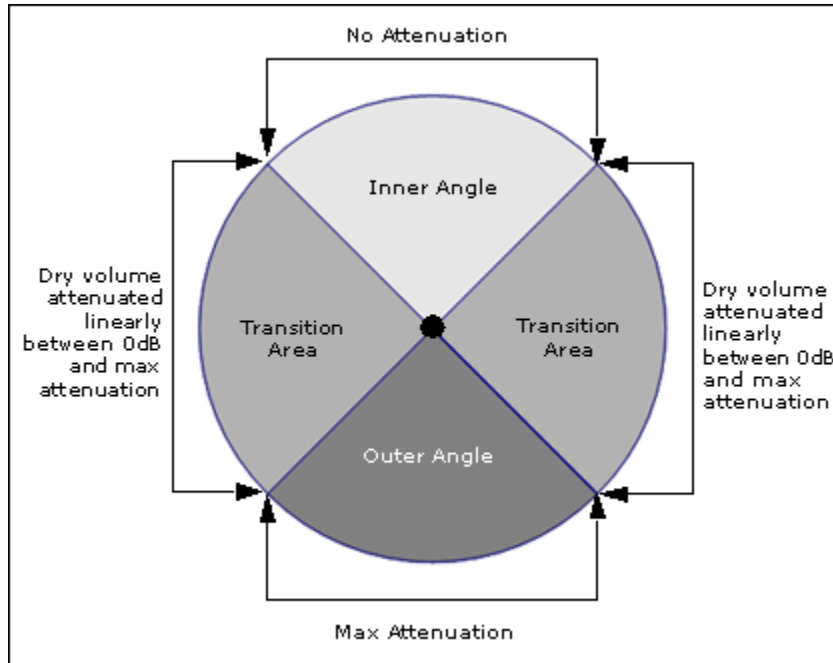 No Attenuation
Inner Angle
Dry volume
attenuated
linearly
between 0dB
and max
attenuation
Transition
Area
Transition
Area
Dry volume
attenuated
linearly
between 0dB
and max
attenuation
Outer Angle
Max Attenuation